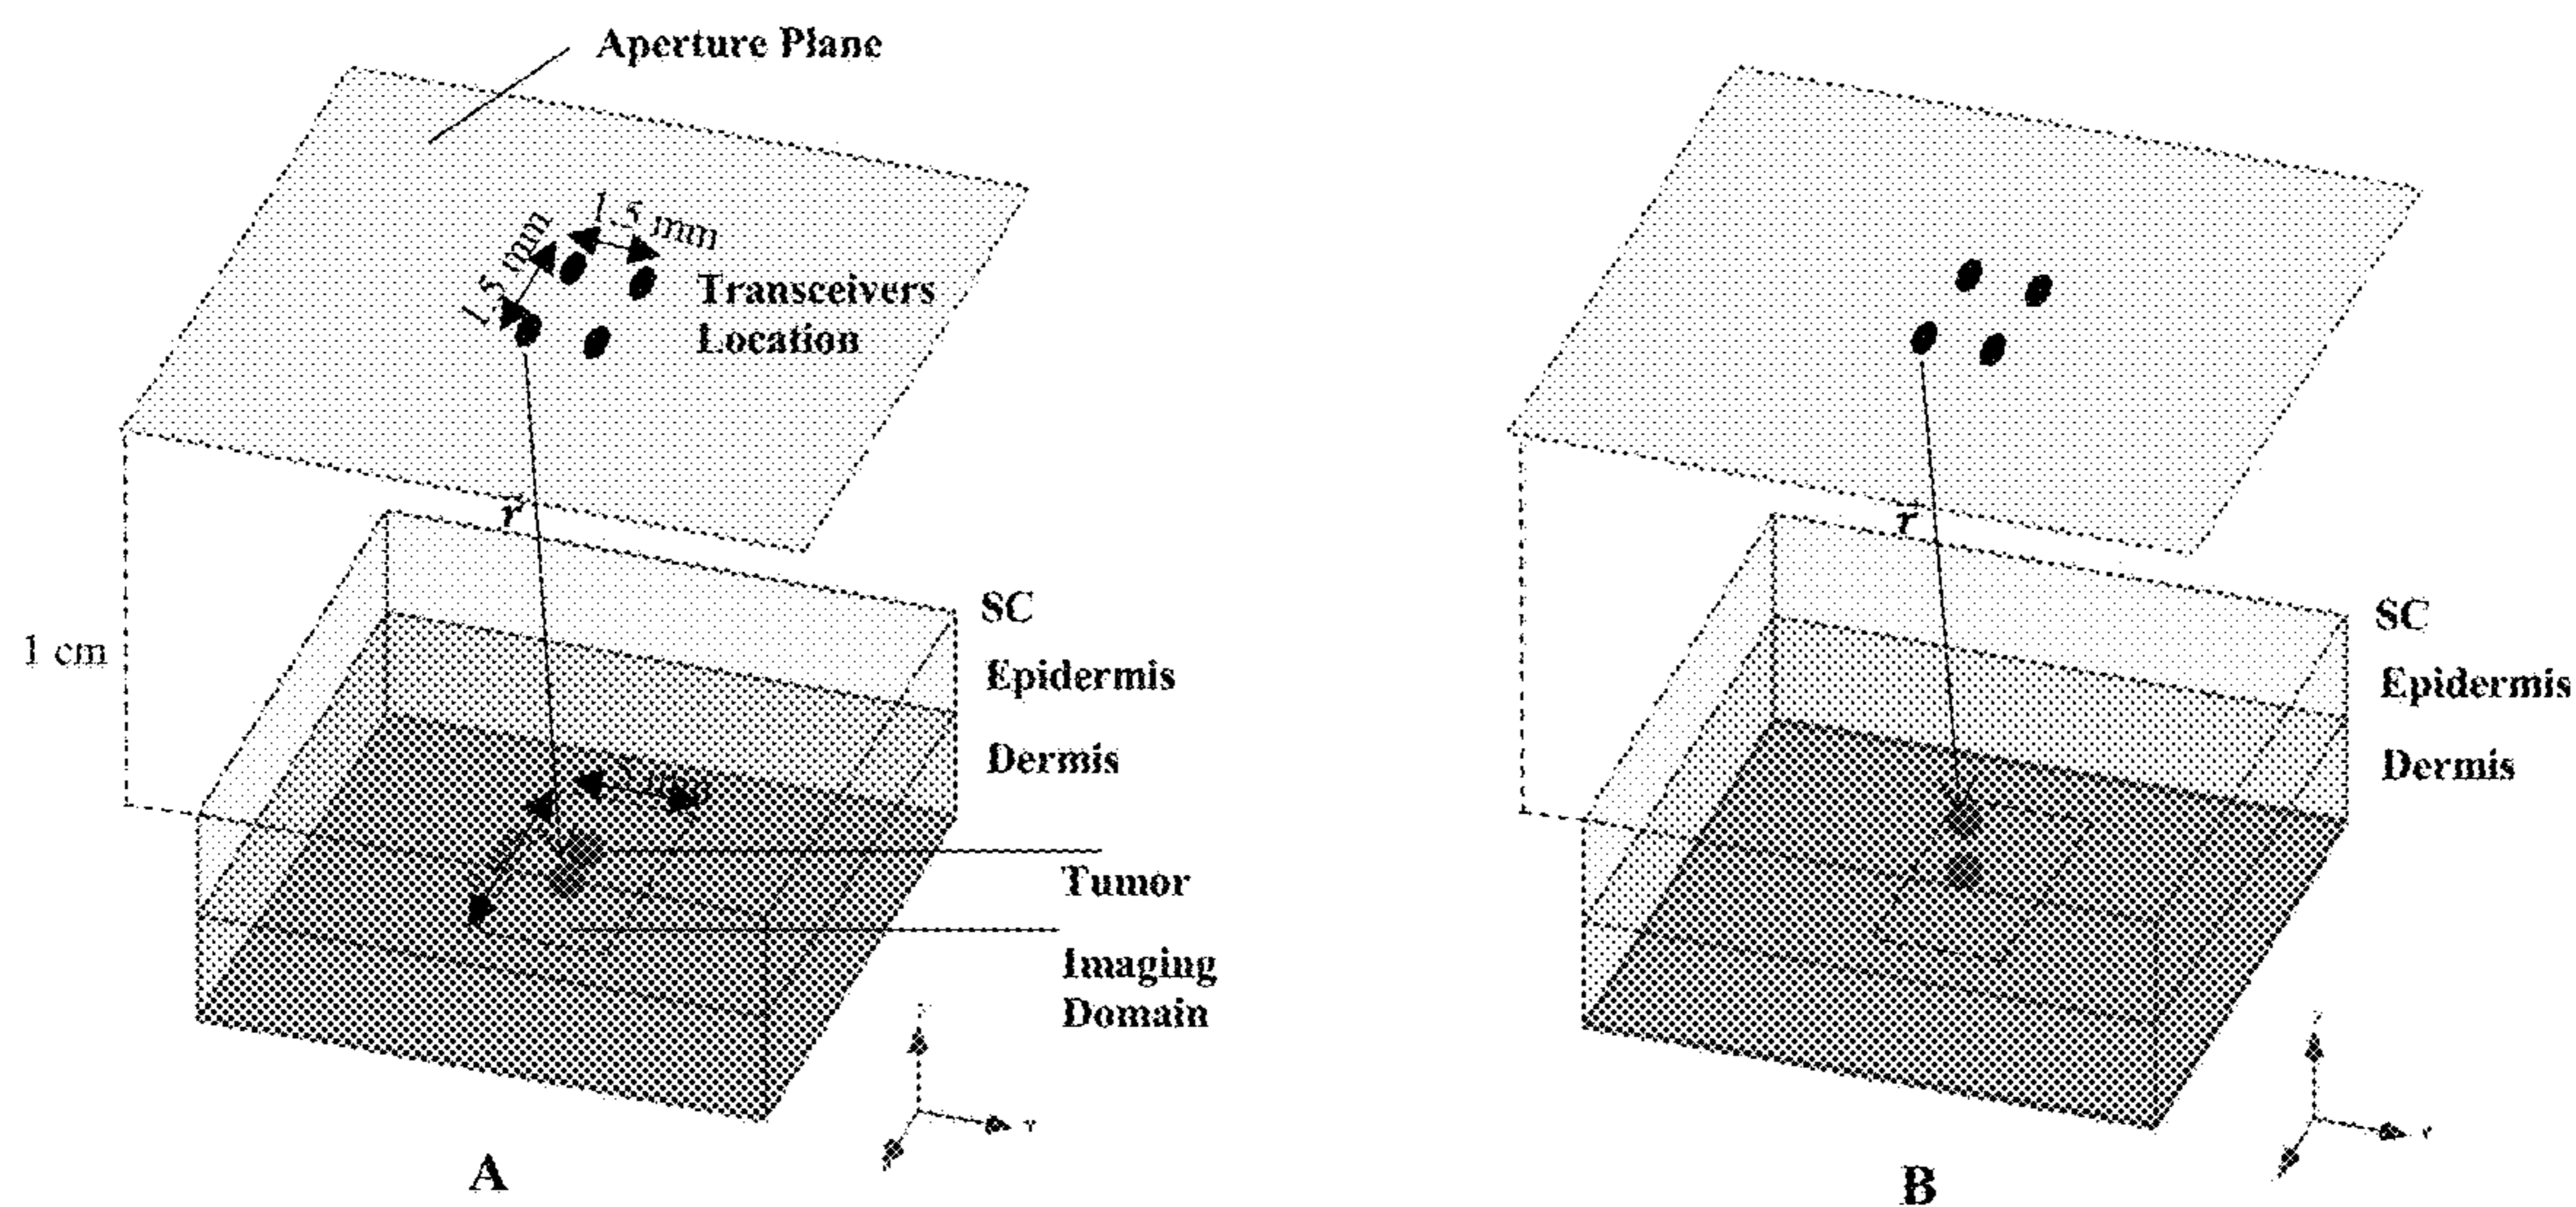 Aperture Plane
1.5 mm
1.5 mm
Transceivers
Location
r
r
SC
Epidermis
Dermis
1 cm
SC
Epidermis
Dermis
Tumor
Imaging
Domain
A
B